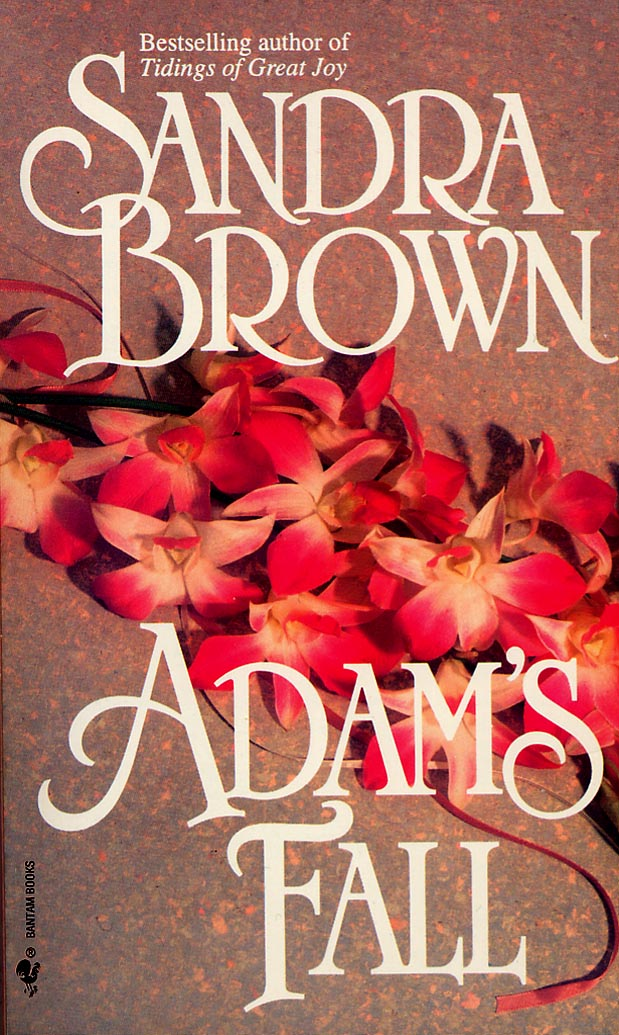 Bestselling author of
Tidings of Great Joy
SANDRA
BROWN
ADAM'S
FALL
BANTAM BOOKS
®